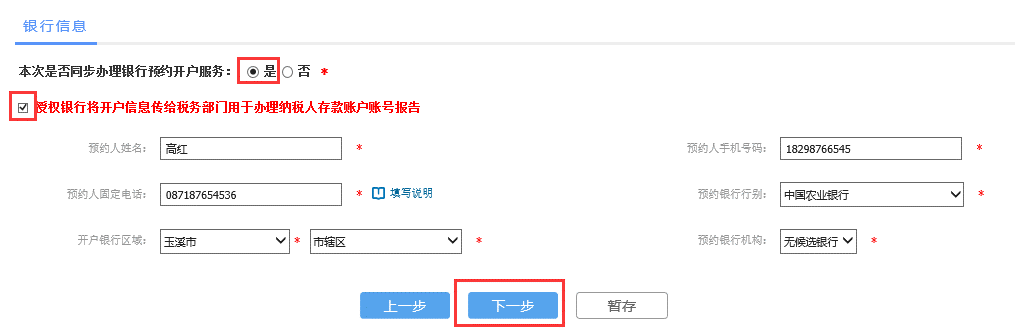 银行信息
本次是否同步办理银行预约开户服务： 是 否 *
授权银行将开户信息传给税务部门用于办理纳税人存款账户账号报告
预约人姓名： 高红 * 预约人手机号码： 18298766545 *
预约人固定电话： 087187654536 * 填写说明 预约银行行别： 中国农业银行 *
开户银行区域： 玉溪市 * 市辖区 * 预约银行机构： 无候选银行 *
上一步 下一步 暂存